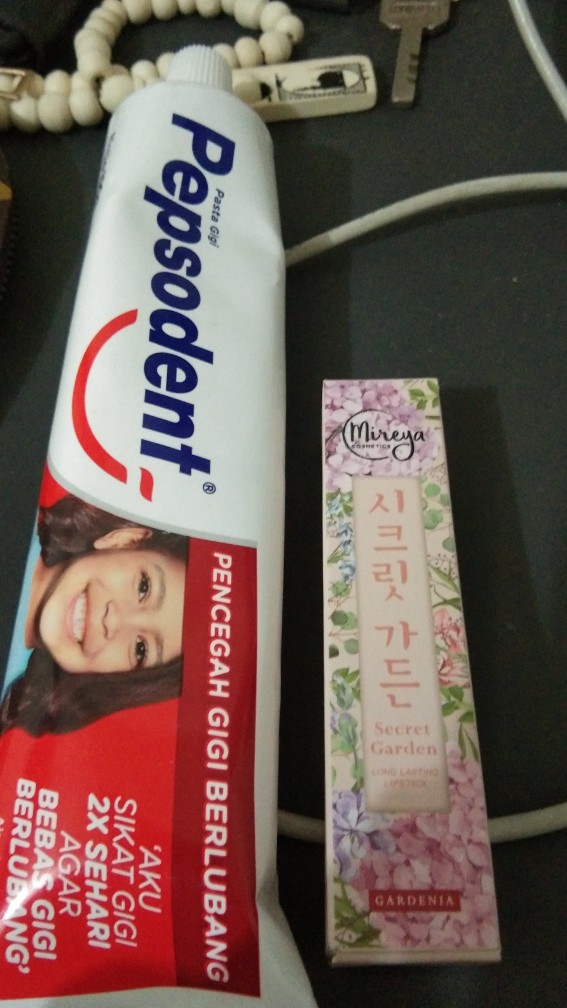 Pasta Gigi
Pepsodent®
PENCEGAH GIGI BERLUBANG
'AKU
SIKAT GIGI
2X SEHARI
AGAR
BEBAS GIGI
BERLUBANG'
Mireya
COSMETICS
시크릿 가든
Secret
Garden
LONG LASTING
LIPSTICK
GARDENIA